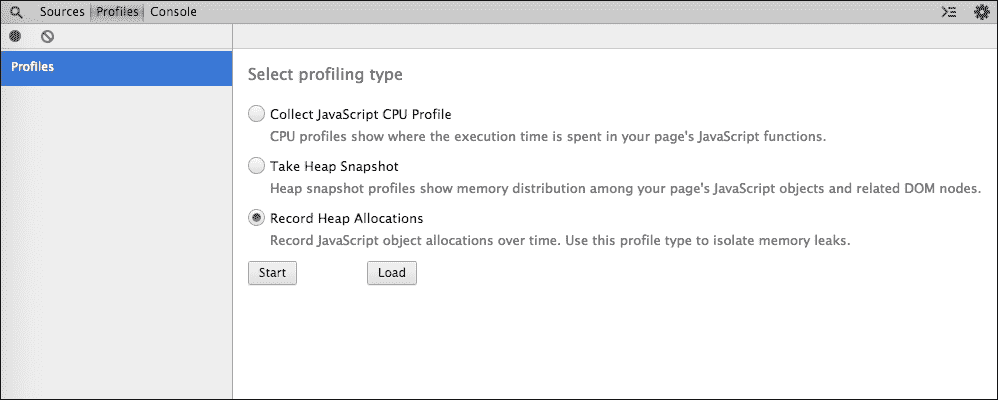 Sources Profiles Console
Profiles
Select profiling type
Collect JavaScript CPU Profile
CPU profiles show where the execution time is spent in your page's JavaScript functions.
Take Heap Snapshot
Heap snapshot profiles show memory distribution among your page's JavaScript objects and related DOM nodes.
Record Heap Allocations
Record JavaScript object allocations over time. Use this profile type to isolate memory leaks.
Start Load